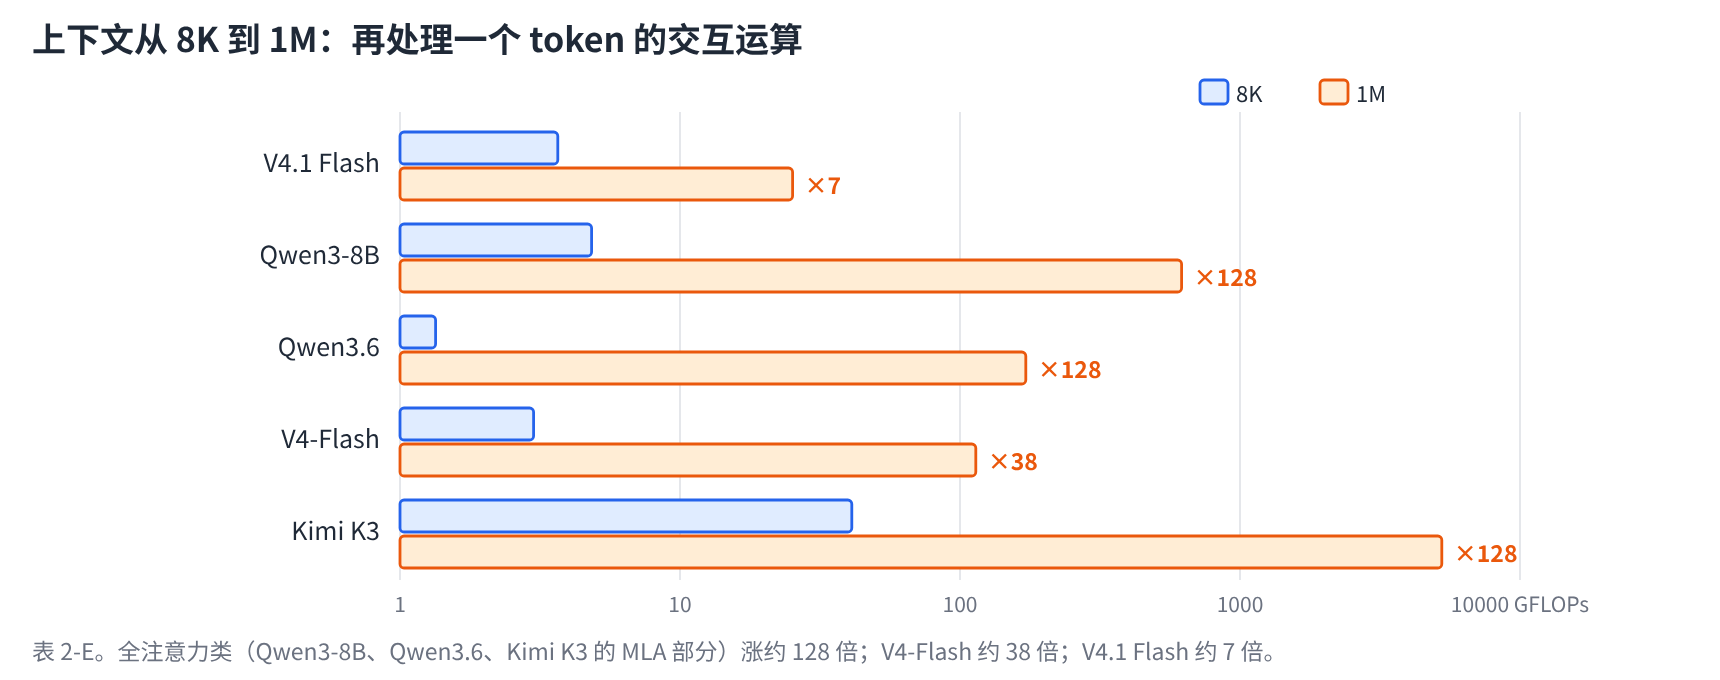 上下文从 8K 到 1M：再处理一个 token 的交互运算
8K
1M
V4.1 Flash
×7
Qwen3-8B
×128
Qwen3.6
×128
V4-Flash
×38
Kimi K3
×128
1
10
100
1000
10000 GFLOPs
表 2-E。全注意力类（Qwen3-8B、Qwen3.6、Kimi K3 的 MLA 部分）涨约 128 倍；V4-Flash 约 38 倍；V4.1 Flash 约 7 倍。